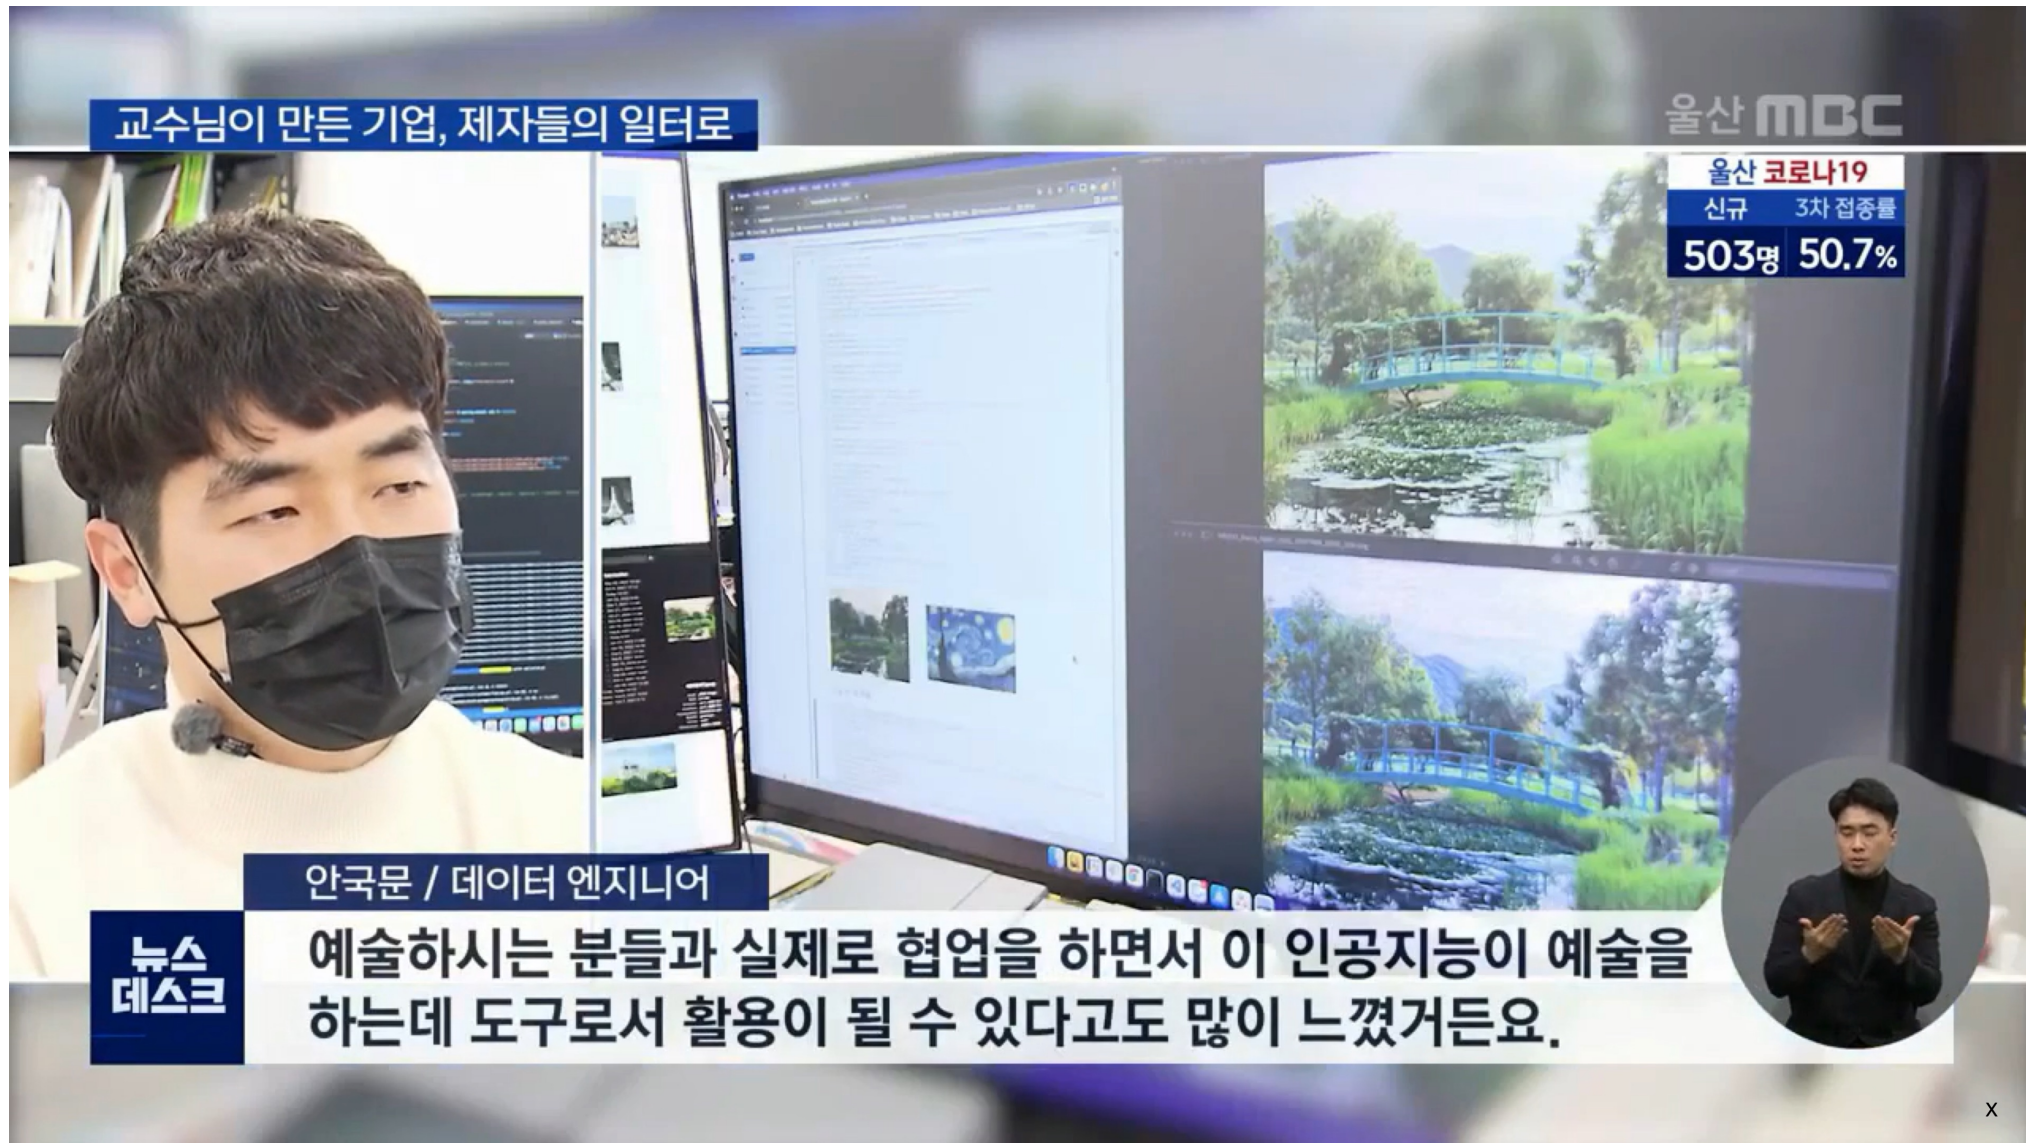 교수님이 만든 기업, 제자들의 일터로
울산 MBC
울산 코로나19
신규 3차 접종률
503명 50.7%
안국문 / 데이터 엔지니어
뉴스
데스크
예술하시는 분들과 실제로 협업을 하면서 이 인공지능이 예술을
하는데 도구로서 활용이 될 수 있다고도 많이 느꼈거든요.
x